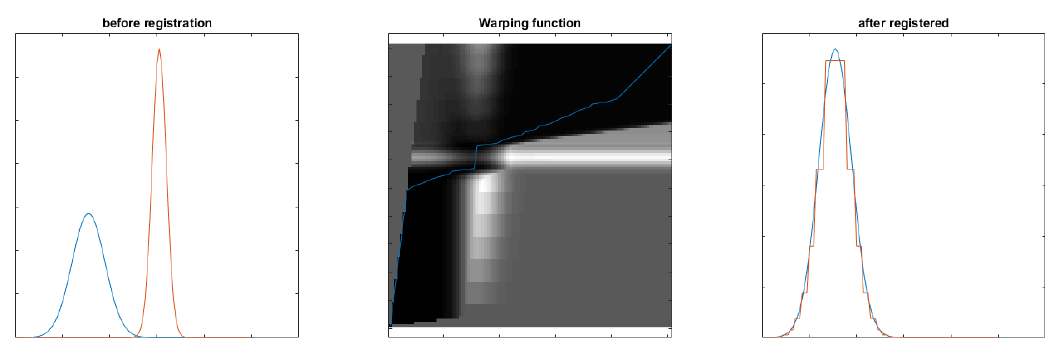 before registration
Warping function
after registered